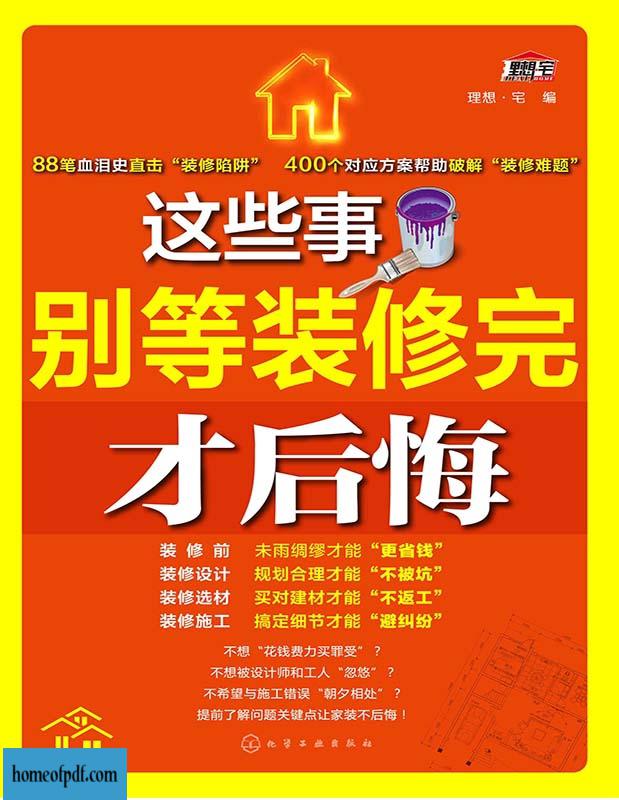 理想·宅
理想·宅 编
88笔血泪史直击“装修陷阱” 400个对应方案帮助破解“装修难题”
这些事
别等装修完
才后悔
装修前 未雨绸缪才能“更省钱”
装修设计 规划合理才能“不被坑”
装修选材 买对建材才能“不返工”
装修施工 搞定细节才能“避纠纷”
不想“花钱费力买罪受”？
不想被设计师和工人“忽悠”？
不希望与施工错误“朝夕相处”？
提前了解问题关键点让家装不后悔！
化学工业出版社
homeofpdf.com